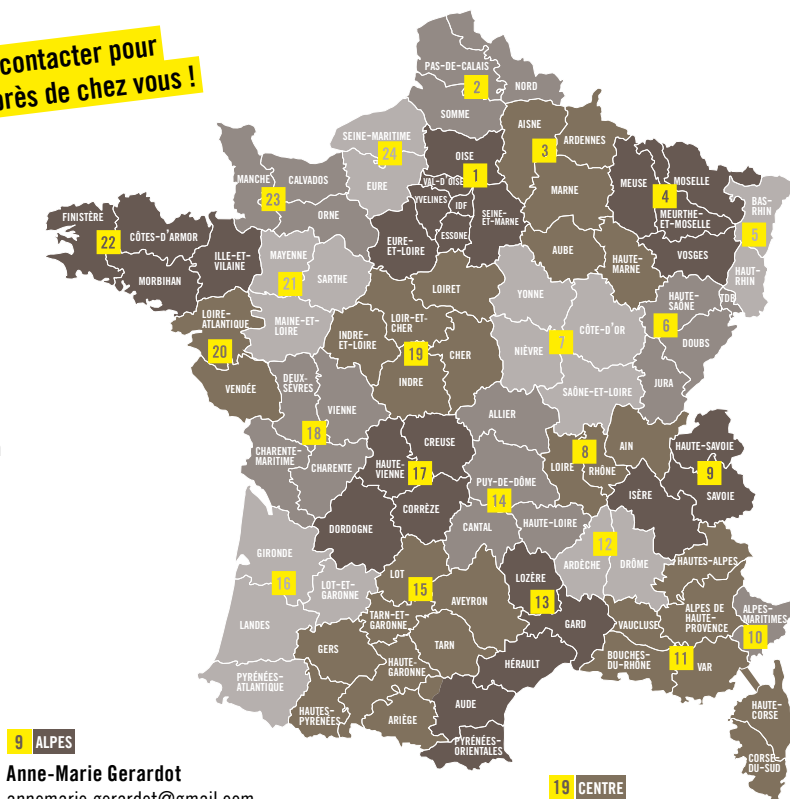 contacter pour
près de chez vous !
PAS-DE-CALAIS
2
NORD
SOMME
AISNE
ARDENNES
SEINE-MARITIME
24
OISE
3
EURE
VAL-D'OISE
1
MARNE
MEUSE
4
MOSELLE
MEURTHE-
ET-MOSELLE
BAS-
RHIN
5
HAUT-
RHIN
MANCHE
CALVADOS
23
ORNE
YVELINES
IDF
ESSONE
SEINE-
ET-MARNE
EURE-
ET-LOIRE
FINISTÈRE
22
CÔTES-D'ARMOR
ILLE-ET-
VILAINE
MORBIHAN
MAYENNE
21
SARTHE
AUBE
HAUTE-
MARNE
VOSGES
LOIRET
YONNE
HAUTE-
SAÔNE
TDB
6
DOUBS
JURA
LOIRE-
ATLANTIQUE
20
MAINE-ET-
LOIRE
INDRE-
ET-LOIRE
LOIR-ET-
CHER
19
CHER
INDRE
NIÈVRE
7
CÔTE-D'OR
SAÔNE-ET-LOIRE
VENDÉE
DEUX-
SÈVRES
VIENNE
18
CHARENTE-
MARITIME
CHARENTE
ALLIER
CREUSE
HAUTE-
VIENNE
17
CORRÈZE
DORDOGNE
PUY-DE-DÔME
14
CANTAL
HAUTE-LOIRE
8
LOIRE
RHÔNE
AIN
HAUTE-SAVOIE
9
SAVOIE
ISÈRE
GIRONDE
16
LOT-ET-
GARONNE
LANDES
PYRÉNÉES-
ATLANTIQUE
LOT
15
AVEYRON
TARN-ET-
GARONNE
TARN
GERS
HAUTE-
GARONNE
HAUTES-
PYRÉNÉES
ARIÈGE
LOZÈRE
13
GARD
HÉRAULT
AUDE
PYRÉNÉES-
ORIENTALES
12
ARDÈCHE
DRÔME
HAUTES-ALPES
VAUCLUSE
ALPES DE
HAUTE-
PROVENCE
ALPES-
MARITIMES
10
BOUCHES-
DU-RHÔNE
11
VAR
HAUTE-
CORSE
CORSE-
DU-SUD
9 ALPES
Anne-Marie Gerardot
annemarie.gerardot@gmail.com
19 CENTRE